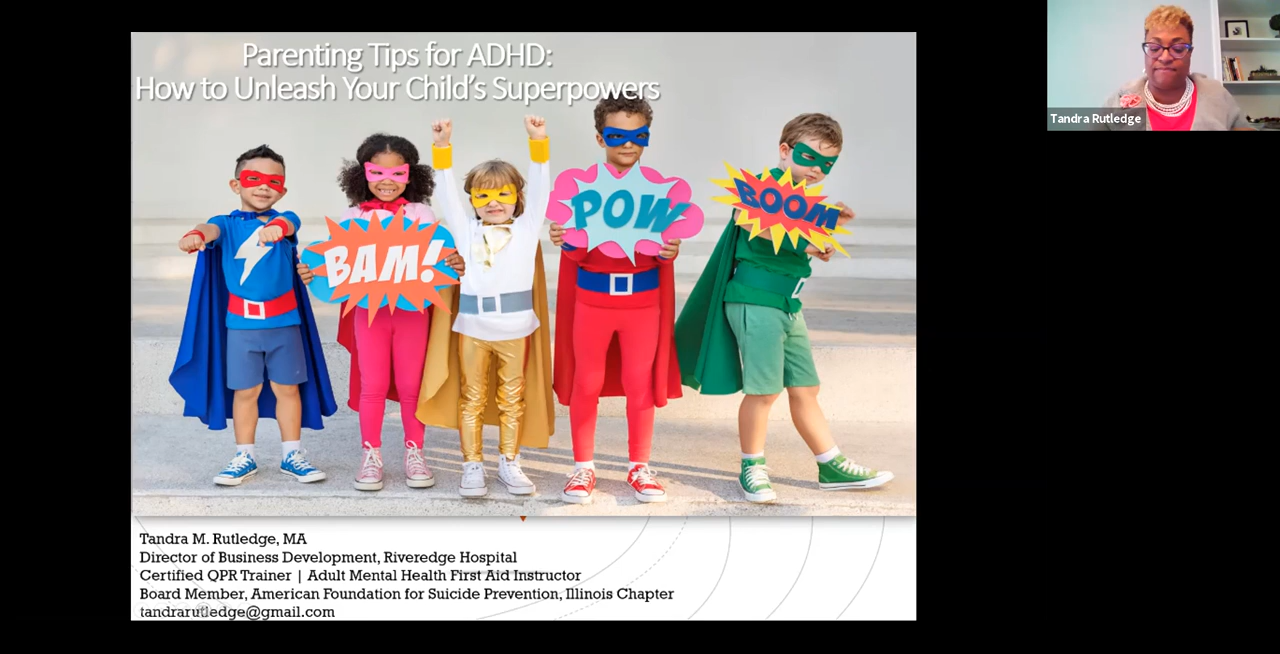 Parenting Tips for ADHD:
How to Unleash Your Child's Superpowers
Tandra Rutledge
BAM!
POW
BOOM
Tandra M. Rutledge, MA
Director of Business Development, Riveredge Hospital
Certified QPR Trainer | Adult Mental Health First Aid Instructor
Board Member, American Foundation for Suicide Prevention, Illinois Chapter
tandrarutledge@gmail.com